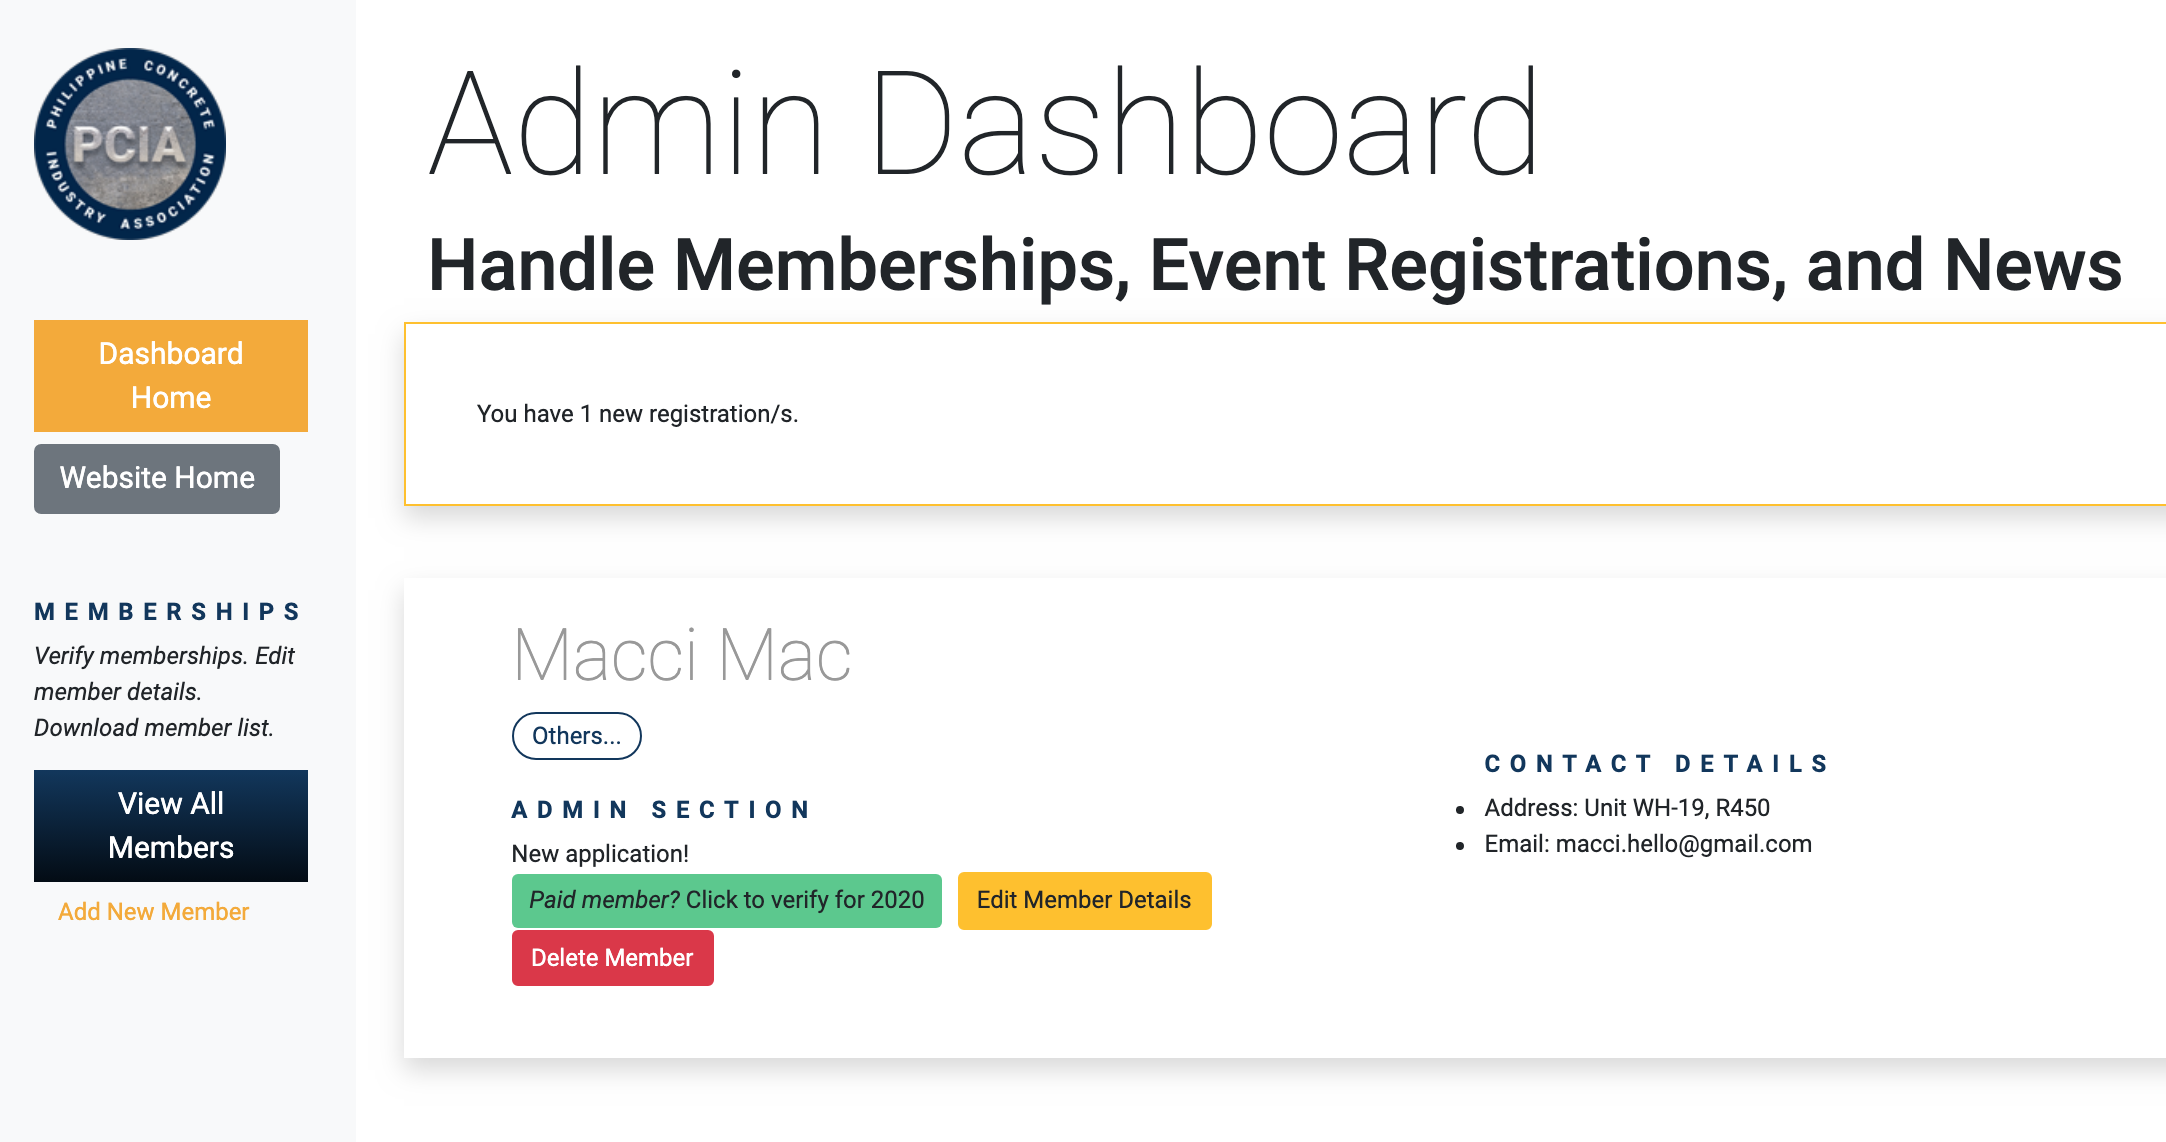 PHILIPPINE CONCRETE
PCIA
INDUSTRY ASSOCIATION
Dashboard
Home
Website Home
MEMBERSHIPS
Verify memberships. Edit
member details.
Download member list.
View All
Members
Add New Member
Admin Dashboard
Handle Memberships, Event Registrations, and News
You have 1 new registration/s.
Macci Mac
Others...
ADMIN SECTION
New application!
Paid member? Click to verify for 2020
Edit Member Details
Delete Member
CONTACT DETAILS
• Address: Unit WH-19, R450
• Email: macci.hello@gmail.com